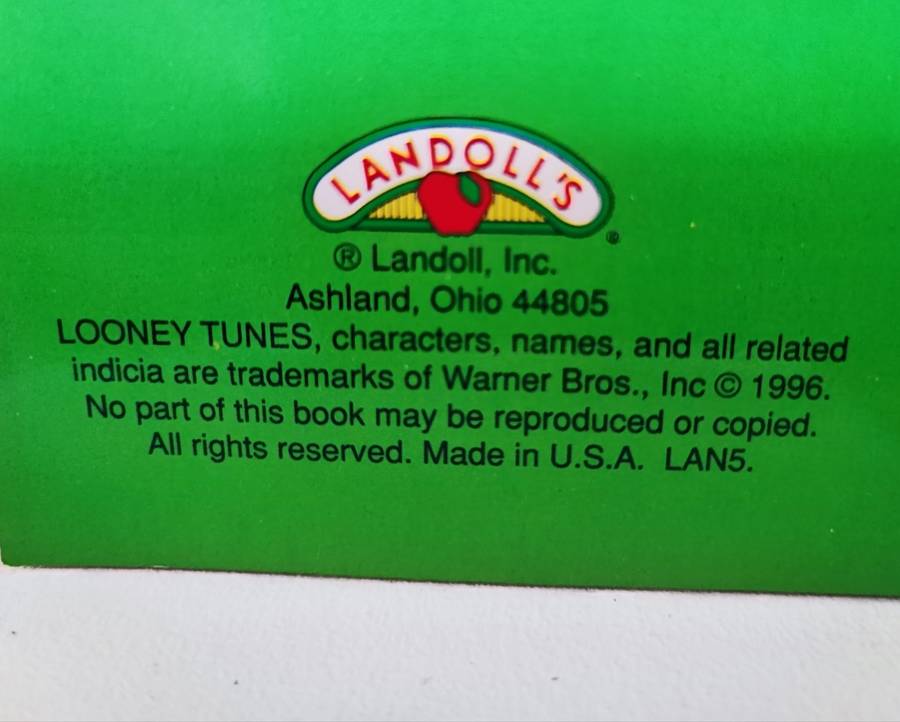 LANDOLL'S
®
® Landoll, Inc.
Ashland, Ohio 44805
LOONEY TUNES, characters, names, and all related
indicia are trademarks of Warner Bros., Inc © 1996.
No part of this book may be reproduced or copied.
All rights reserved. Made in U.S.A. LAN5.